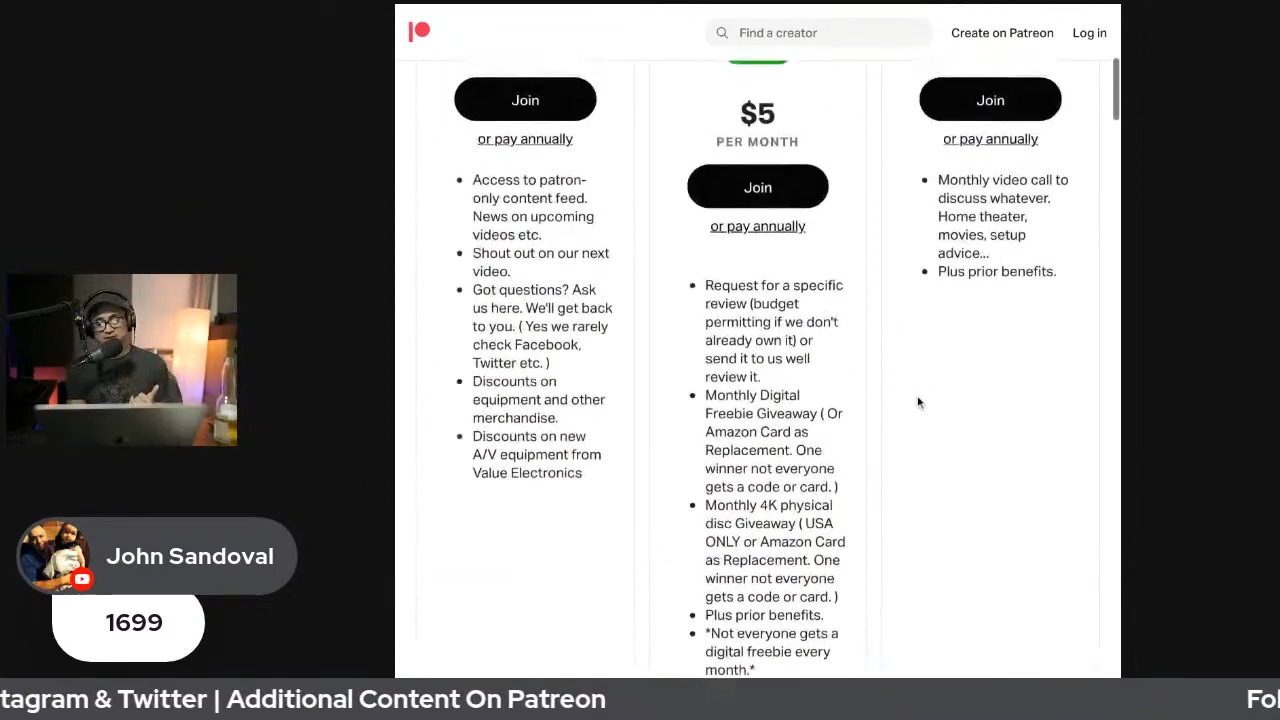 Find a creator
Create on Patreon
Log in
Join
or pay annually
Access to patron-
only content feed.
News on upcoming
videos etc.
Shout out on our next
video.
Got questions? Ask
us here. We'll get back
to you. ( Yes we rarely
check Facebook,
Twitter etc. )
Discounts on
equipment and other
merchandise.
Discounts on new
A/V equipment from
Value Electronics
$5
PER MONTH
Join
or pay annually
Request for a specific
review (budget
permitting if we don't
already own it) or
send it to us well
review it.
Monthly Digital
Freebie Giveaway ( Or
Amazon Card as
Replacement. One
winner not everyone
gets a code or card. )
Monthly 4K physical
disc Giveaway ( USA
ONLY or Amazon Card
as Replacement. One
winner not everyone
gets a code or card. )
Plus prior benefits.
*Not everyone gets a
digital freebie every
month.*
Join
or pay annually
Monthly video call to
discuss whatever.
Home theater,
movies, setup
advice...
Plus prior benefits.
John Sandoval
1699
tagram & Twitter | Additional Content On Patreon
Fol